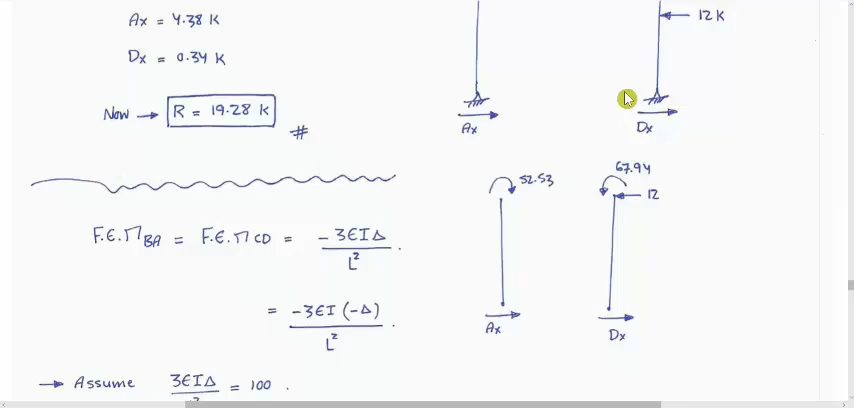 Ax = 4.38 K
Dx = 0.34 K
Now → R = 19.28 K
#
12 K
Ax
Dx
52.53
67.94
12
Ax
Dx
F.E.M BA = F.E.M CD = -3EIΔ / L²
= -3EI (-Δ) / L²
→ Assume 3EIΔ / = 100